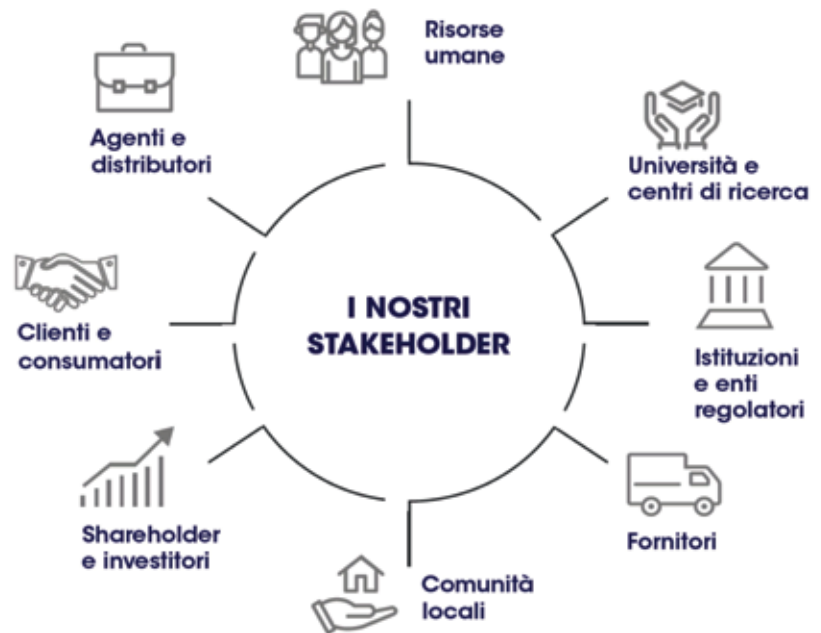 Risorse
umane
Università e
centri di ricerca
Istituzioni
e enti
regolatori
Fornitori
Comunità
locali
Shareholder
e investitori
Clienti e
consumatori
Agenti e
distributori
I NOSTRI
STAKEHOLDER